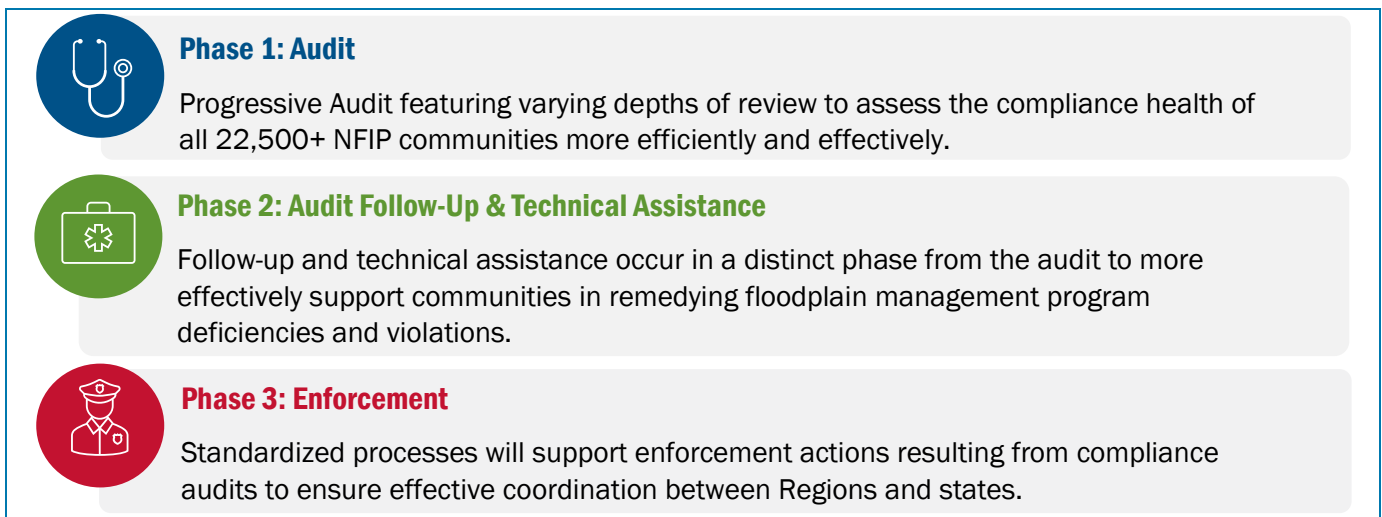 Phase 1: Audit
Progressive Audit featuring varying depths of review to assess the compliance health of
all 22,500+ NFIP communities more efficiently and effectively.
Phase 2: Audit Follow-Up & Technical Assistance
Follow-up and technical assistance occur in a distinct phase from the audit to more
effectively support communities in remedying floodplain management program
deficiencies and violations.
Phase 3: Enforcement
Standardized processes will support enforcement actions resulting from compliance
audits to ensure effective coordination between Regions and states.